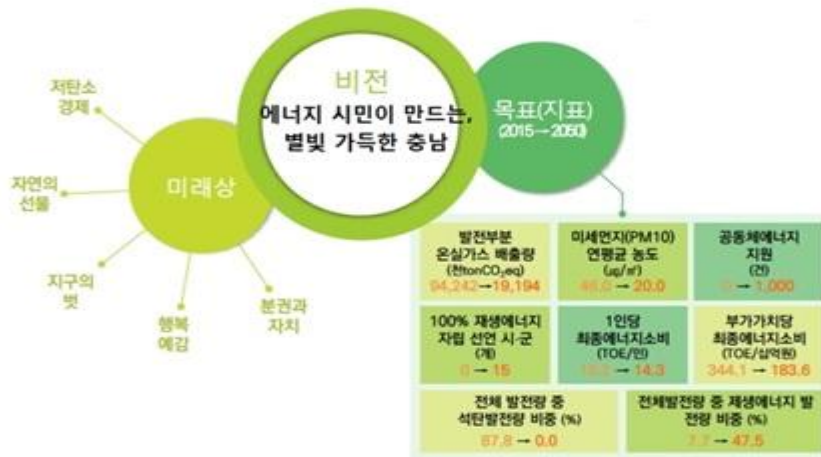 비전
에너지 시민이 만드는,
별빛 가득한 충남
목표(지표)
(2015→2050)
미래상
저탄소
경제
자연의
선물
지구의
벗
행복
예감
분권과
자치
발전부분
온실가스 배출량
(천tonCO₂eq)
94,242→19,194
미세먼지(PM10)
연평균 농도
(㎍/㎥)
46.0 → 20.0
공동체에너지
지원
(건)
0 → 1,000
100% 재생에너지
자립 선언 시·군
(개)
0 → 15
1인당
최종에너지소비
(TOE/인)
→ 14.3
부가가치당
최종에너지소비
(TOE/십억원)
344.1 → 183.6
전체 발전량 중
석탄발전량 비중 (%)
87.8 → 0.0
전체발전량 중 재생에너지 발
전량 비중 (%)
7.7 → 47.5